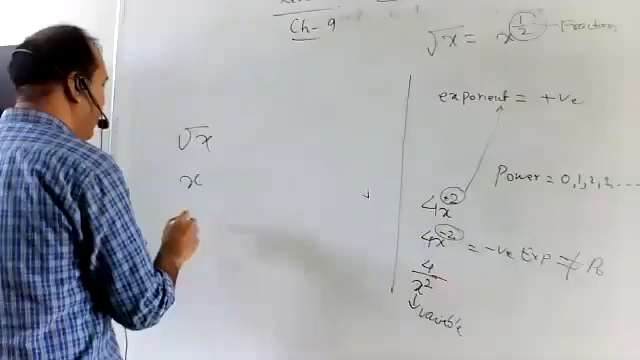 Ch-9
√x
x
√x = x^1/2 Fraction
exponent = +ve
Power = 0,1,2,3,....
4x^+2
4x^-2 = -ve Exp ≠ P
4/x²
variable